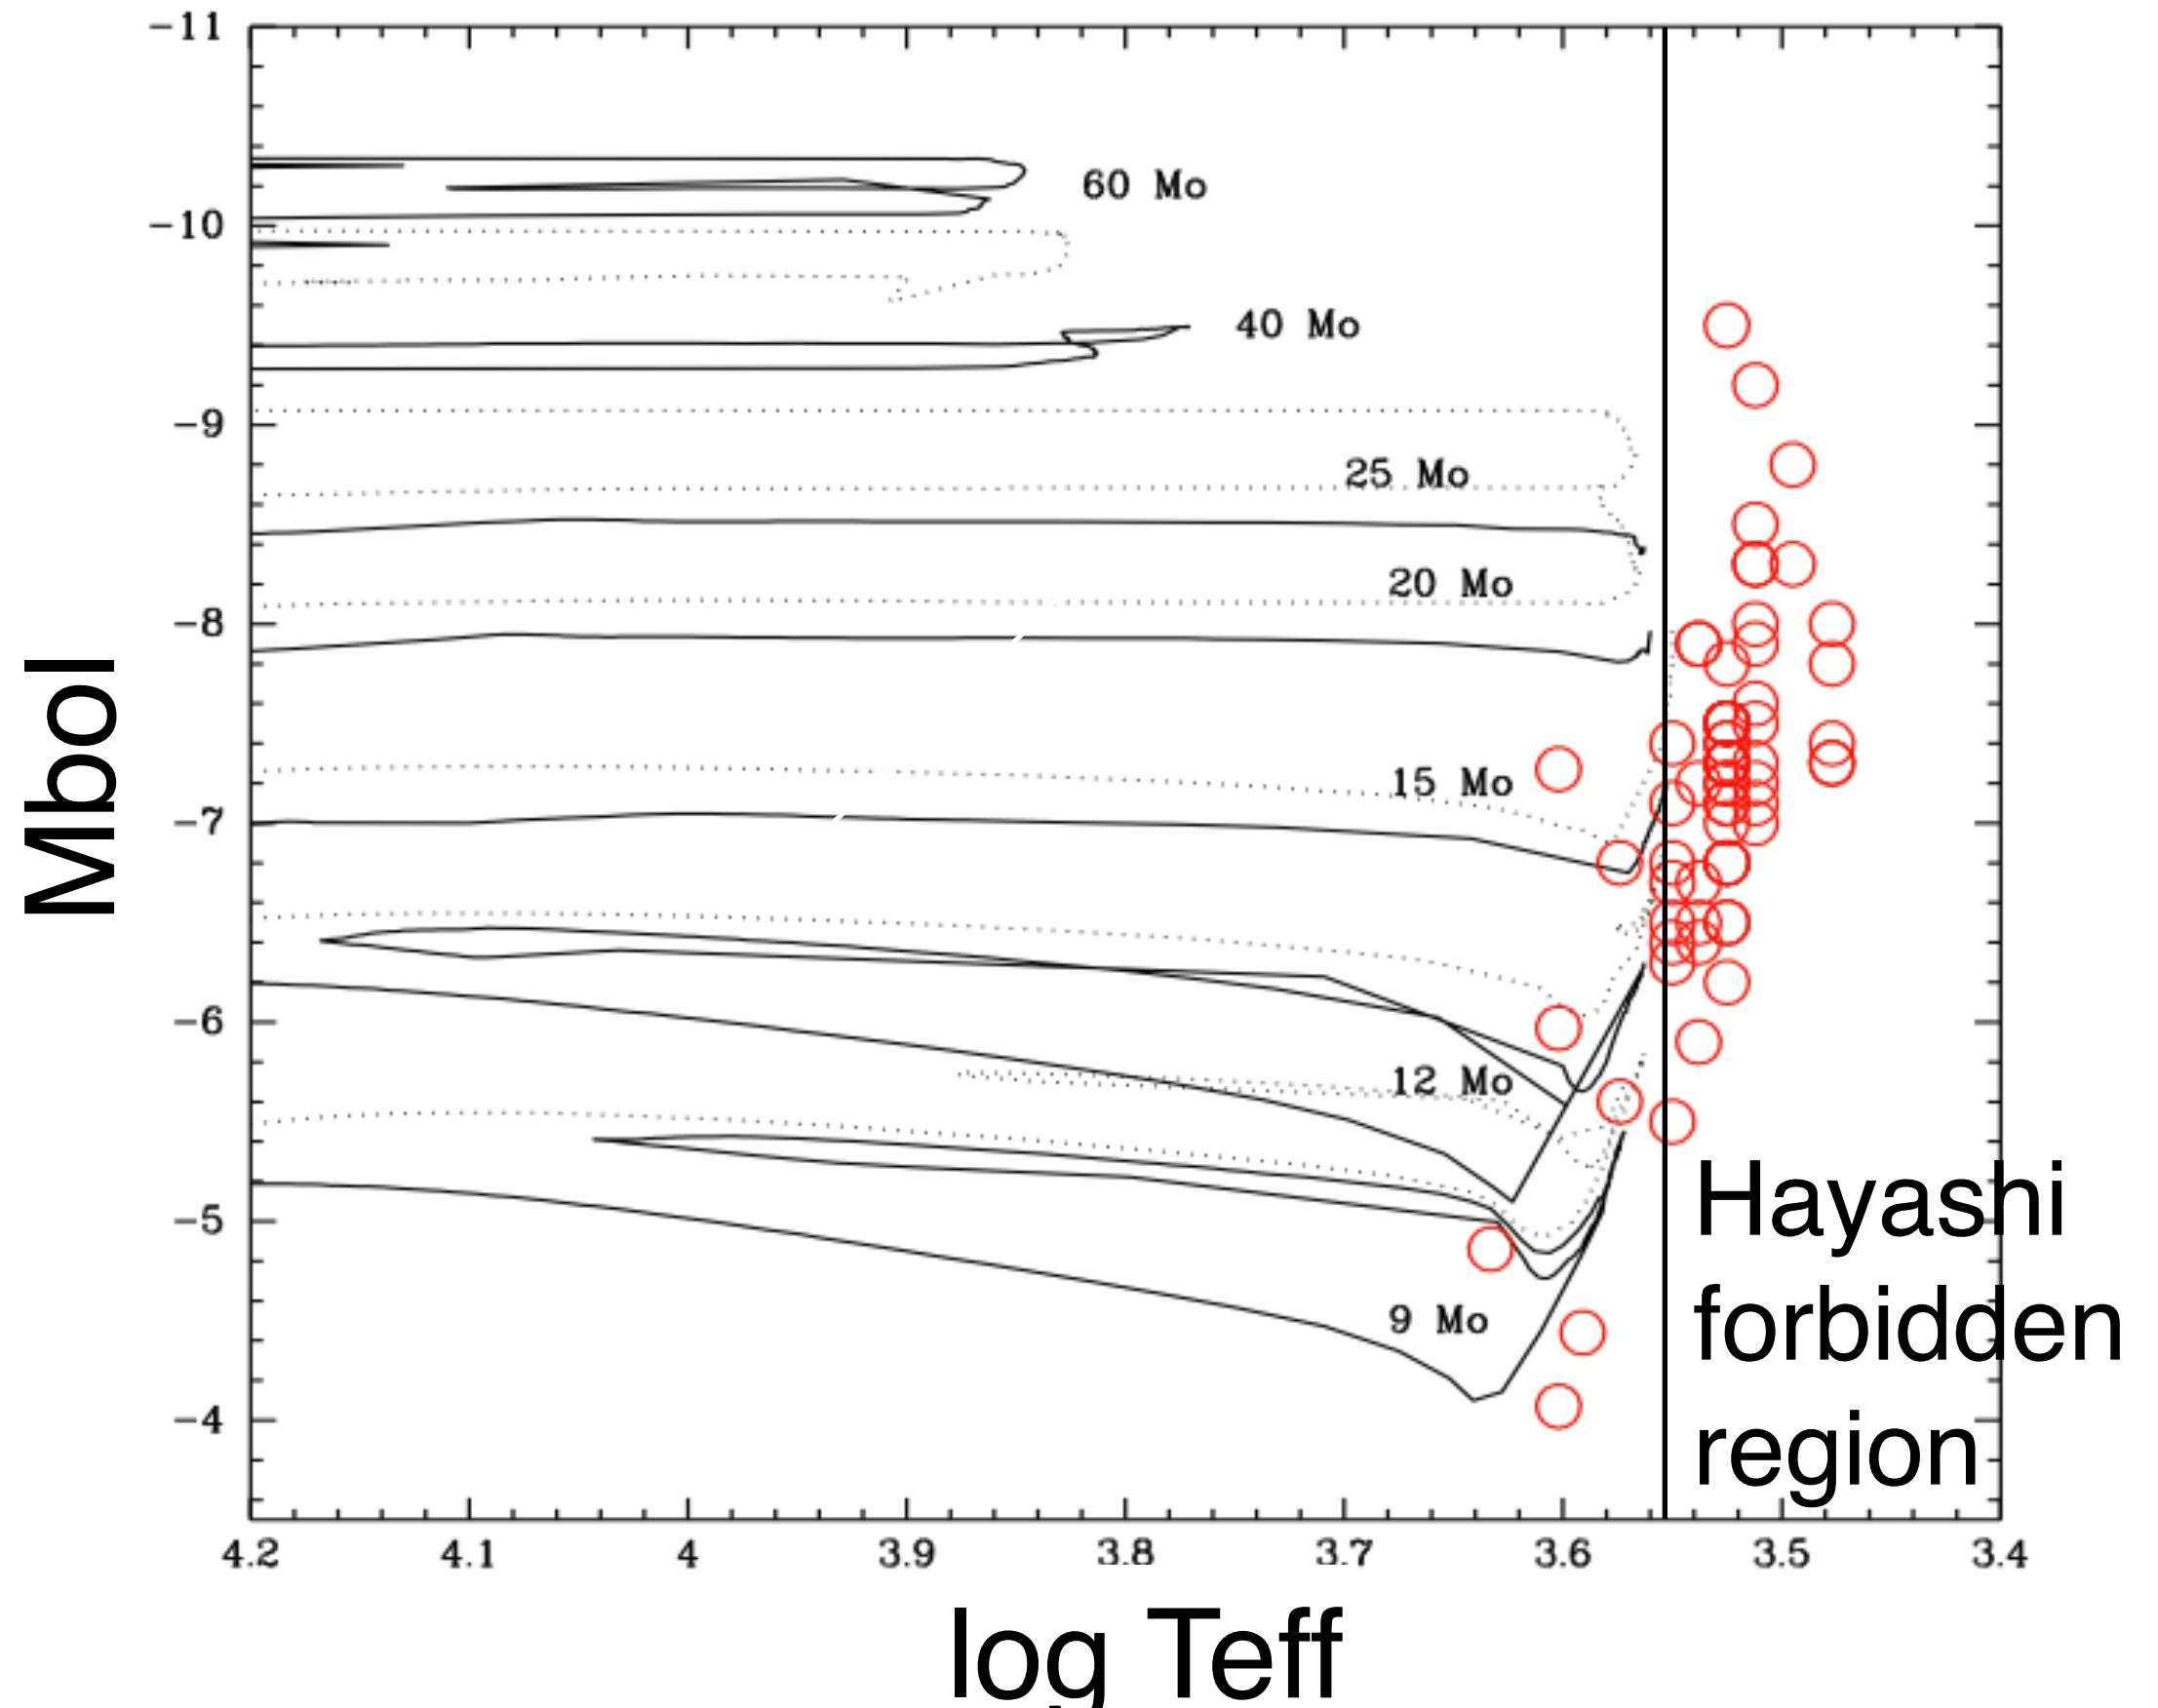 −11
−10
−9
−8
−7
−6
−5
−4
Mbol
60 Mo
40 Mo
25 Mo
20 Mo
15 Mo
12 Mo
9 Mo
Hayashi
forbidden
region
4.2 4.1 4 3.9 3.8 3.7 3.6 3.5 3.4
log Teff